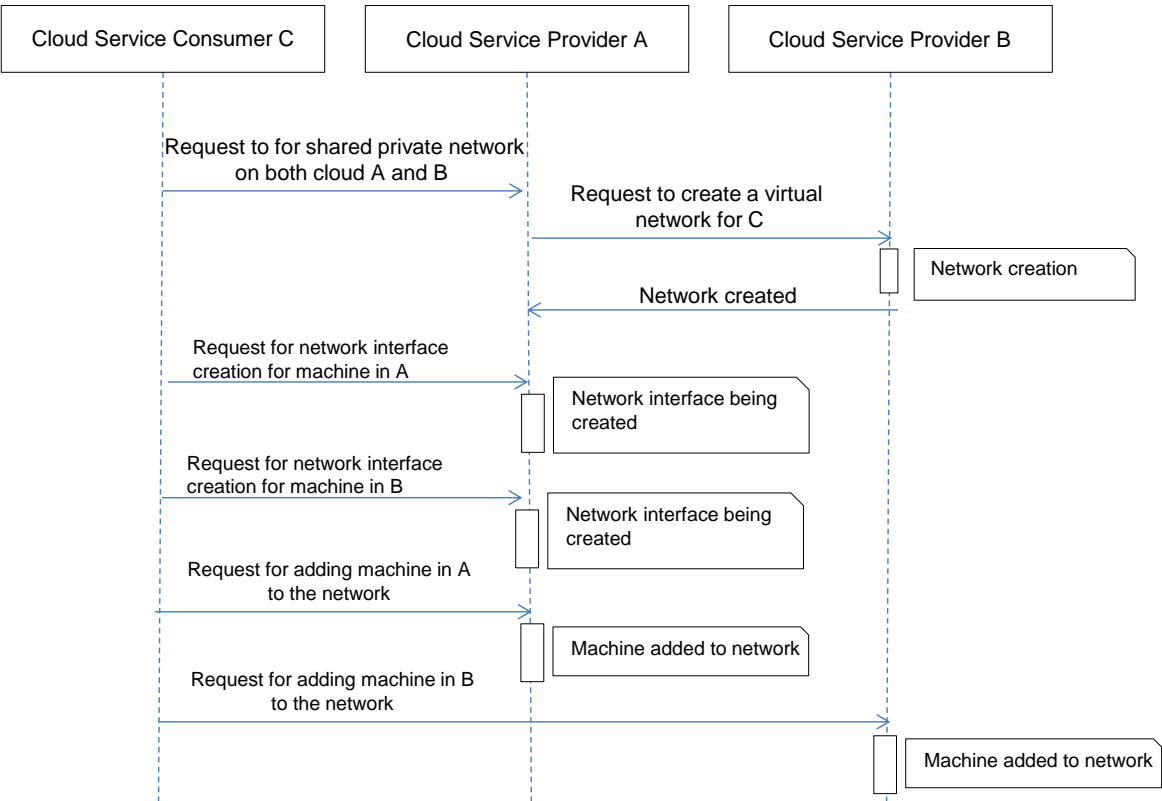 Cloud Service Consumer C
Cloud Service Provider A
Cloud Service Provider B
Request to for shared private network
on both cloud A and B
Request to create a virtual
network for C
Network creation
Network created
Request for network interface
creation for machine in A
Network interface being
created
Request for network interface
creation for machine in B
Network interface being
created
Request for adding machine in A
to the network
Machine added to network
Request for adding machine in B
to the network
Machine added to network